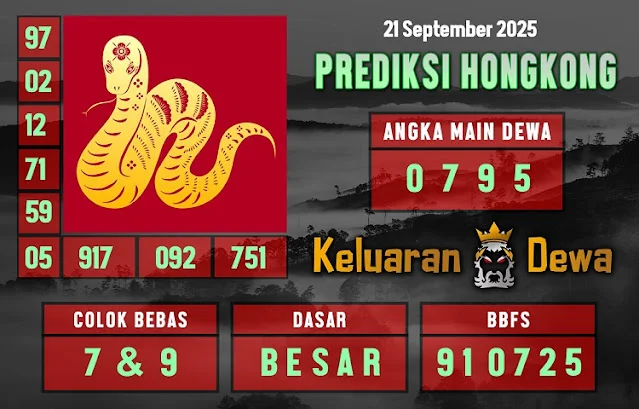 97
02
12
71
59
05 917 092 751
21 September 2025
PREDIKSI HONGKONG
ANGKA MAIN DEWA
0 7 9 5
Keluaran Dewa
COLOK BEBAS
7 & 9
DASAR
BESAR
BBFS
910725